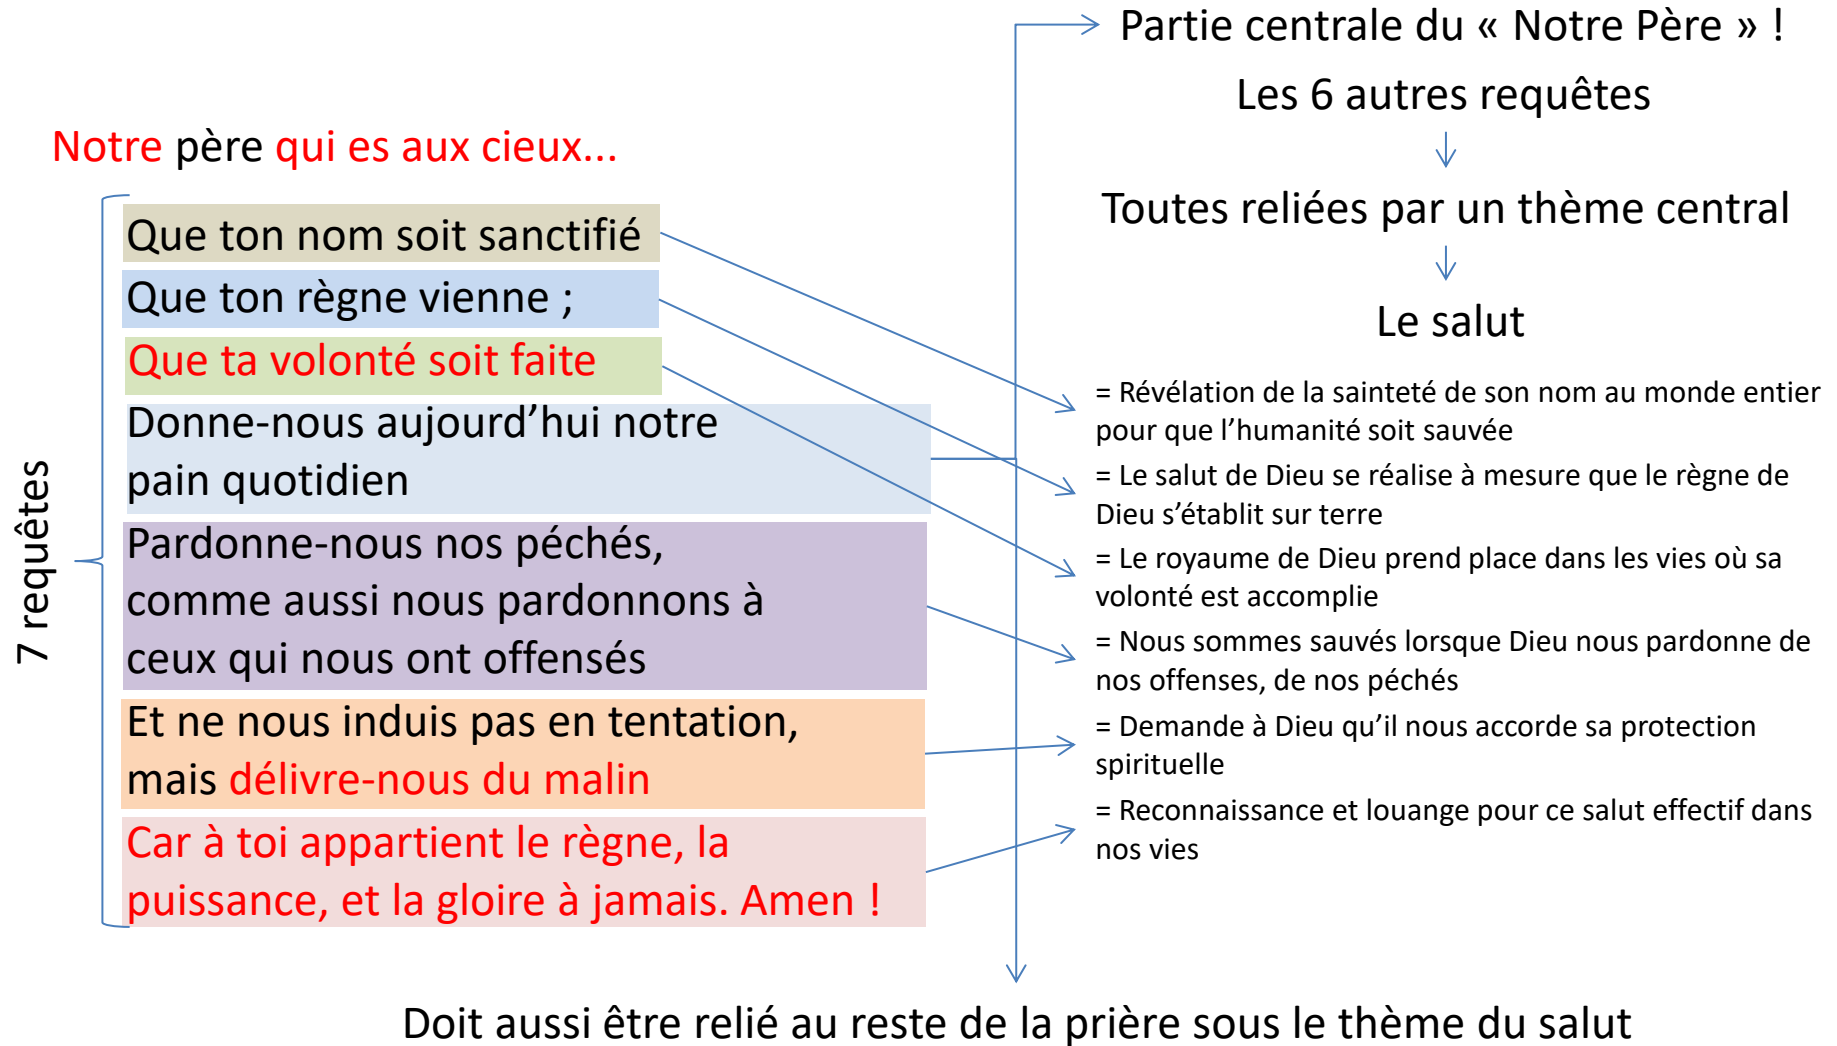 Partie centrale du « Notre Père » !
Les 6 autres requêtes
Toutes reliées par un thème central
Le salut
Notre père qui es aux cieux...
7 requêtes
Que ton nom soit sanctifié
Que ton règne vienne ;
Que ta volonté soit faite
Donne-nous aujourd’hui notre
pain quotidien
Pardonne-nous nos péchés,
comme aussi nous pardonnons à
ceux qui nous ont offensés
Et ne nous induis pas en tentation,
mais délivre-nous du malin
Car à toi appartient le règne, la
puissance, et la gloire à jamais. Amen !
= Révélation de la sainteté de son nom au monde entier
pour que l’humanité soit sauvée
= Le salut de Dieu se réalise à mesure que le règne de
Dieu s’établit sur terre
= Le royaume de Dieu prend place dans les vies où sa
volonté est accomplie
= Nous sommes sauvés lorsque Dieu nous pardonne de
nos offenses, de nos péchés
= Demande à Dieu qu’il nous accorde sa protection
spirituelle
= Reconnaissance et louange pour ce salut effectif dans
nos vies
Doit aussi être relié au reste de la prière sous le thème du salut